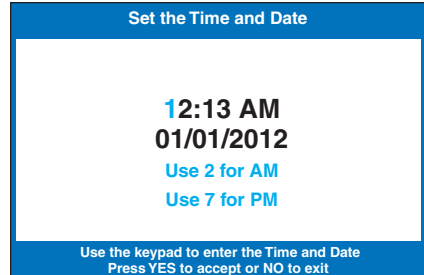 Set the Time and Date
12:13 AM
01/01/2012
Use 2 for AM
Use 7 for PM
Use the keypad to enter the Time and Date
Press YES to accept or NO to exit